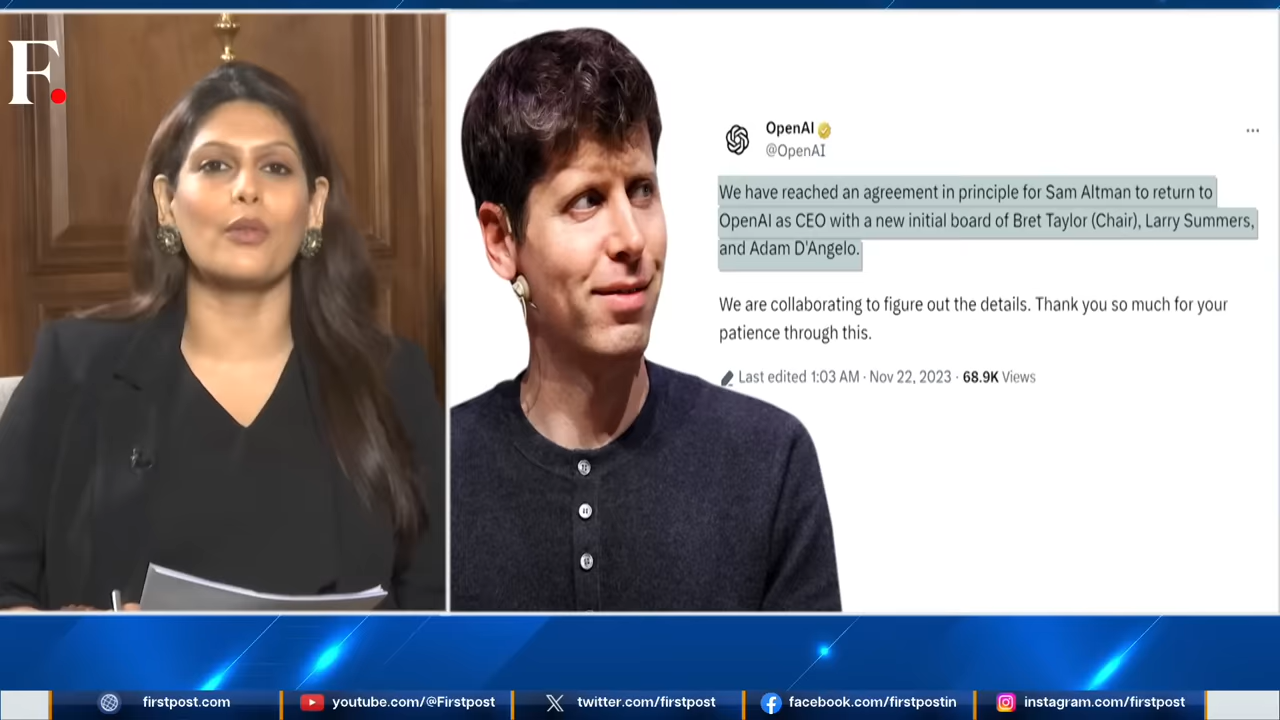 F.
OpenAI
@OpenAI
...
We have reached an agreement in principle for Sam Altman to return to
OpenAI as CEO with a new initial board of Bret Taylor (Chair), Larry Summers,
and Adam D'Angelo.
We are collaborating to figure out the details. Thank you so much for your
patience through this.
Last edited 1:03 AM · Nov 22, 2023 · 68.9K Views
firstpost.com
youtube.com/@Firstpost
twitter.com/firstpost
facebook.com/firstpostin
instagram.com/firstpost